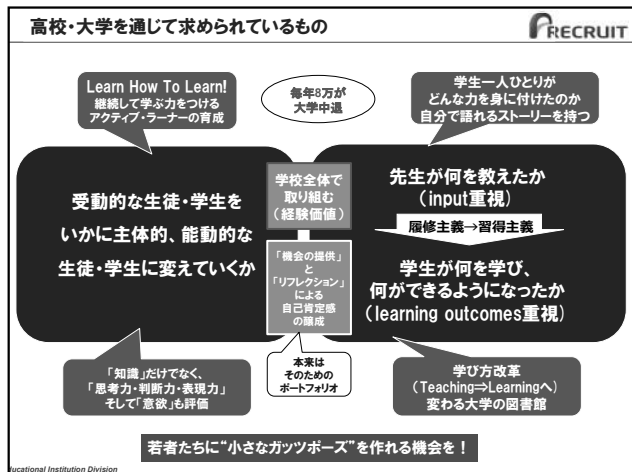 高校・大学を通じて求められているもの
RECRUIT
Learn How To Learn!
継続して学ぶ力をつける
アクティブ・ラーナーの育成
毎年8万が
大学中退
学生一人ひとりが
どんな力を身に付けたのか
自分で語れるストーリーを持つ
受動的な生徒・学生を
いかに主体的、能動的な
生徒・学生に変えていくか
学校全体で
取り組む
(経験価値)
「機会の提供」
と
「リフレクション」
による
自己肯定感
の醸成
先生が何を教えたか
(input重視)
履修主義→習得主義
学生が何を学び、
何ができるようになったか
(learning outcomes重視)
「知識」だけでなく、
「思考力・判断力・表現力」
そして「意欲」も評価
本来は
そのための
ポートフォリオ
学び方改革
(Teaching⇒Learningへ)
変わる大学の図書館
若者たちに“小さなガッツポーズ”を作れる機会を!
ucational Institution Division